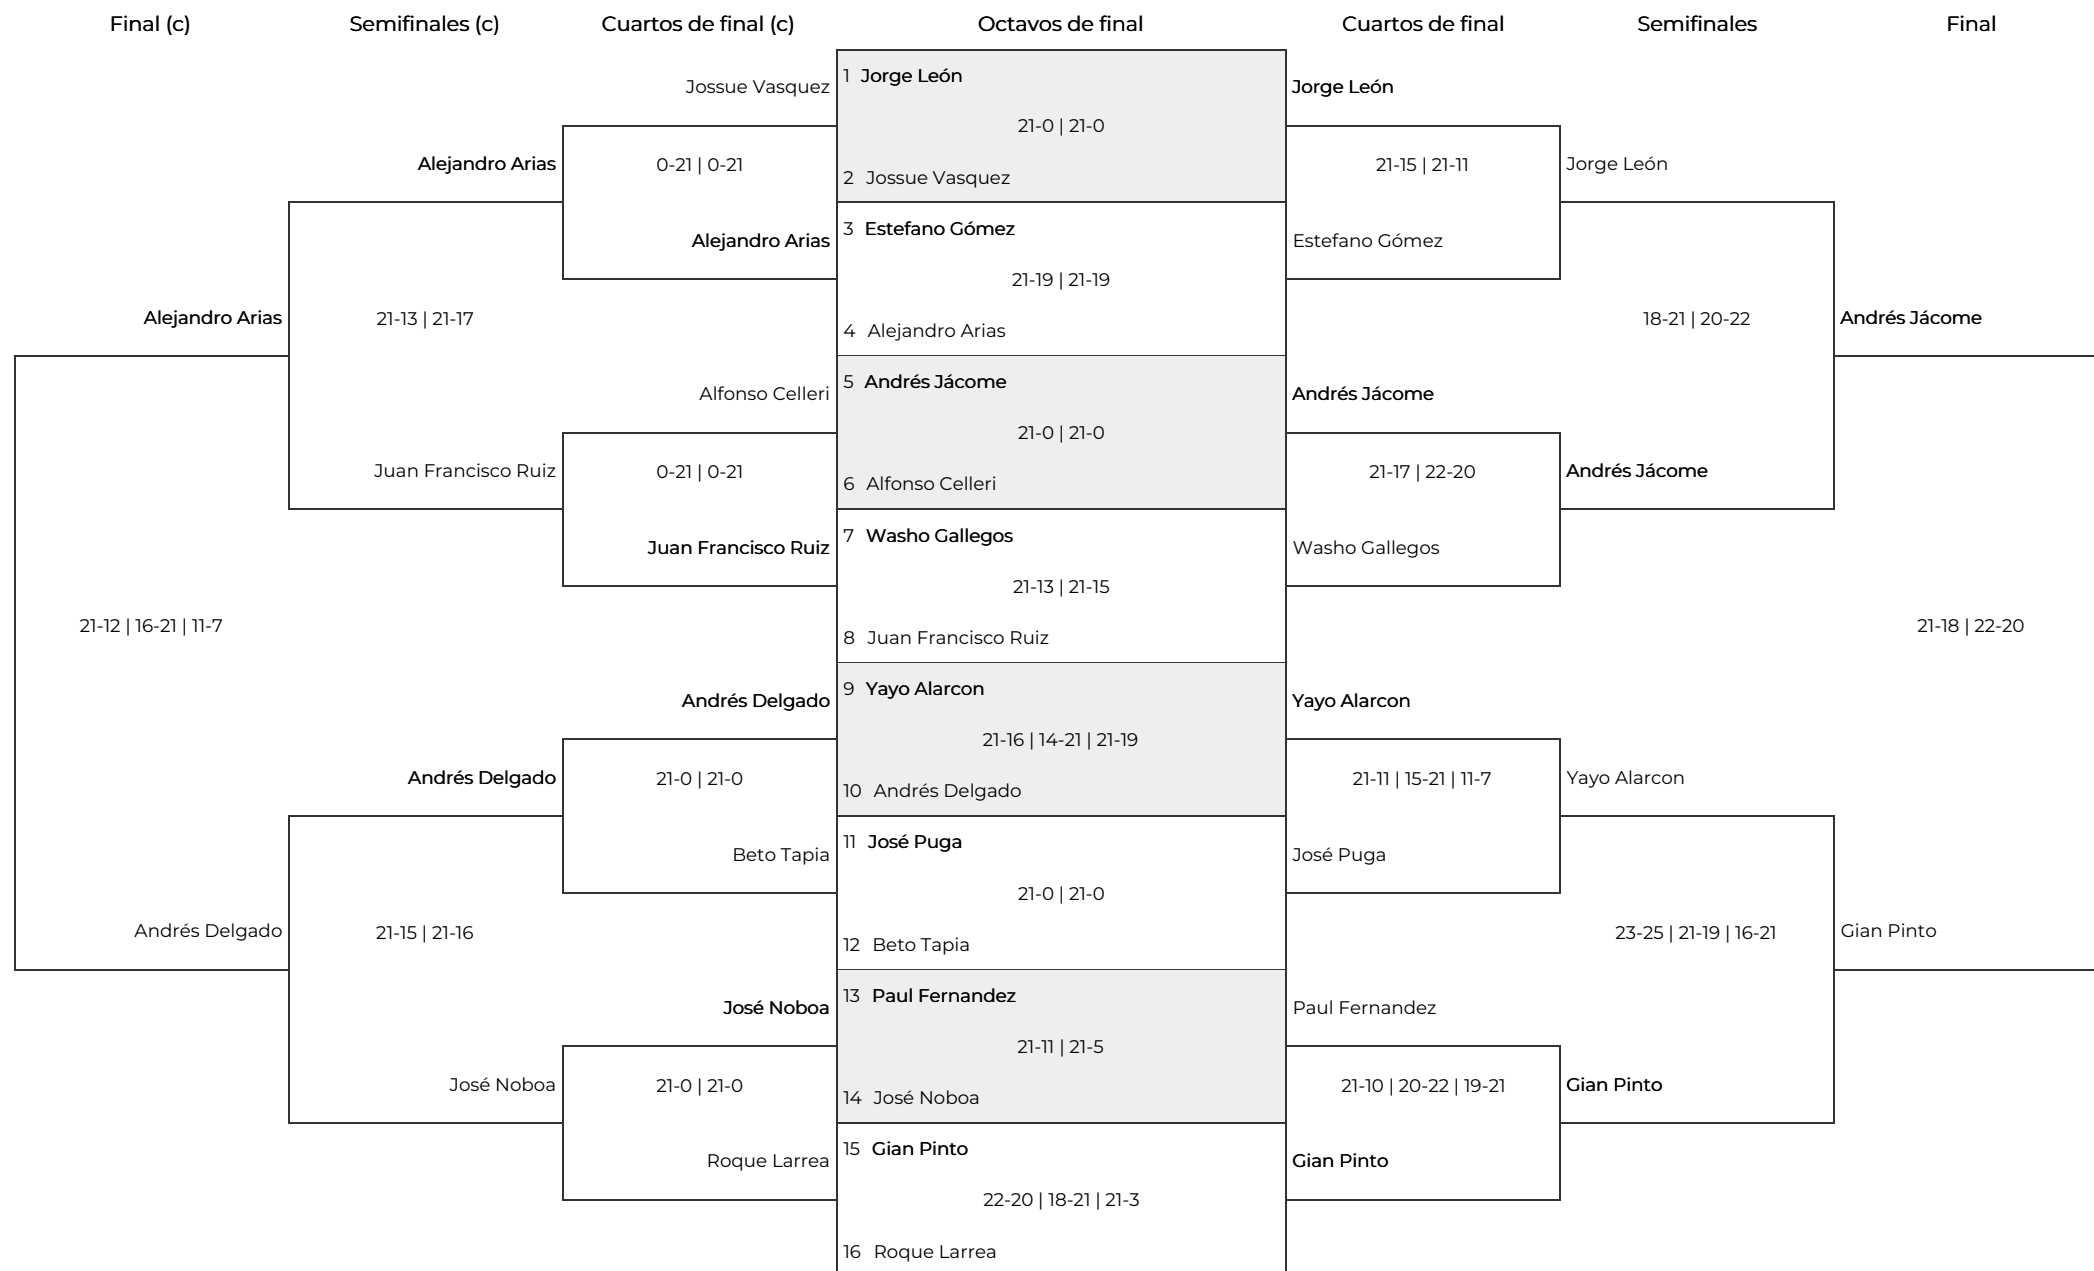 Final (c) Semifinales (c) Cuartos de final (c) Octavos de final Cuartos de final Semifinales Final
1 Jorge León
Jossue Vasquez Jorge León
21-0 | 21-0
Alejandro Arias 0-21 | 0-21 21-15 | 21-11 Jorge León
2 Jossue Vasquez
3 Estefano Gómez
Alejandro Arias Estefano Gómez
21-19 | 21-19
Alejandro Arias 21-13 | 21-17 18-21 | 20-22 Andrés Jácome
4 Alejandro Arias
5 Andrés Jácome
Alfonso Celleri Andrés Jácome
21-0 | 21-0
Juan Francisco Ruiz 0-21 | 0-21 21-17 | 22-20 Andrés Jácome
6 Alfonso Celleri
7 Washo Gallegos
Juan Francisco Ruiz Washo Gallegos
21-13 | 21-15
21-12 | 16-21 | 11-7 21-18 | 22-20
8 Juan Francisco Ruiz
9 Yayo Alarcon
Andrés Delgado Yayo Alarcon
21-16 | 14-21 | 21-19
Andrés Delgado 21-0 | 21-0 21-11 | 15-21 | 11-7 Yayo Alarcon
10 Andrés Delgado
11 José Puga
Beto Tapia José Puga
21-0 | 21-0
Andrés Delgado 21-15 | 21-16 23-25 | 21-19 | 16-21 Gian Pinto
12 Beto Tapia
13 Paul Fernandez
José Noboa Paul Fernandez
21-11 | 21-5
José Noboa 21-0 | 21-0 21-10 | 20-22 | 19-21 Gian Pinto
14 José Noboa
15 Gian Pinto
Roque Larrea Gian Pinto
22-20 | 18-21 | 21-3
16 Roque Larrea